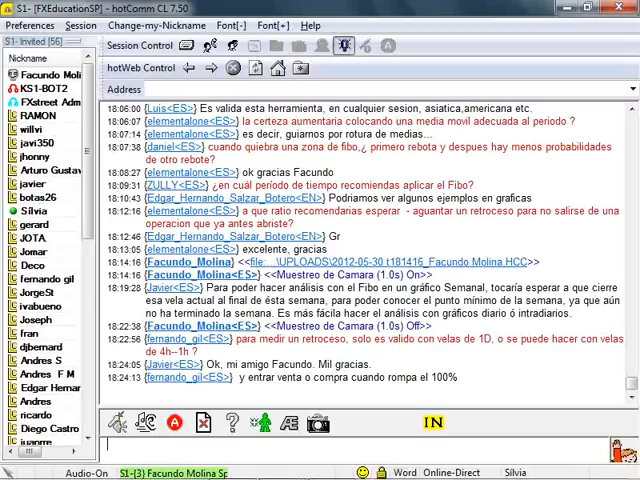 S1- [FXEducationSP] - hotComm CL 7.50
Preferences Session Change-my-Nickname Font[-] Font[+] Help
S1- Invited [56]
Session Control
Nickname
Facundo Moli
hotWeb Control
KS1-BOT2
FXstreet Adm
Address
RAMON
willvi
javi350
jhonny
Arturo Gustav
javier
botas26
Sílvia
gerard
JOTA
Jomar
Deco
fernando gil
JorgeSt
invibau
Joseph
fran
djbernard
Andres S
Andres F M
Edgar Hernan
Andres
ricardo
Diego Castro
juanrre
18:06:00 {Luis<ES>} Es valida esta herramienta, en cualquier sesion, asiatica,americana etc.
18:06:07 {elementalone<ES>} la certeza aumentaria colocando una media movil adecuada al periodo ?
18:07:14 {elementalone<ES>} es decir, guiarnos por rotura de medias...
18:07:38 {daniel<ES>} cuando quiebra una zona de fibo,¿ primero rebota y despues hay menos probabilidades
de otro rebote?
18:08:27 {elementalone<ES>} ok gracias Facundo
18:09:31 {ZULLY<ES>} ¿en cuál período de tiempo recomiendas aplicar el Fibo?
18:10:43 {Edgar_Hernando_Salzar_Botero<EN>} Podriamos ver algunos ejemplos en graficas
18:12:16 {elementalone<ES>} a que ratio recomendarias esperar - aguantar un retroceso para no salirse de una
operacion que ya antes abriste?
18:12:46 {Edgar_Hernando_Salzar_Botero<EN>} Gr
18:13:05 {elementalone<ES>} excelente, gracias
18:14:16 {Facundo_Molina} <<file:...\UPLOADS\2012-05-30 t181416_Facundo Molina.HCC>>
18:14:16 {Facundo_Molina<ES>} <<Muestreo de Camara (1.0s) On>>
18:19:28 {Javier<ES>} Para poder hacer análisis con el Fibo en un gráfico Semanal, tocaría esperar a que cierre
esa vela actual al final de ésta semana, para poder conocer el punto mínimo de la semana, ya que aún
no ha terminado la semana. Es más fácila hacer el análisis con gráficos diario ó intradiarios.
18:22:38 {Facundo_Molina<ES>} <<Muestreo de Camara (1.0s) Off>>
18:22:56 {fernando_gil<ES>} para medir un retroceso, solo es valido con velas de 1D, o se puede hacer con velas
de 4h--1h ?
18:24:05 {Javier<ES>} Ok, mi amigo Facundo. Mil gracias.
18:24:13 {fernando_gil<ES>} y entrar venta o compra cuando rompa el 100%
IN
Audio-On S1-(3) Facundo Molina Sp Word Online-Direct Sílvia